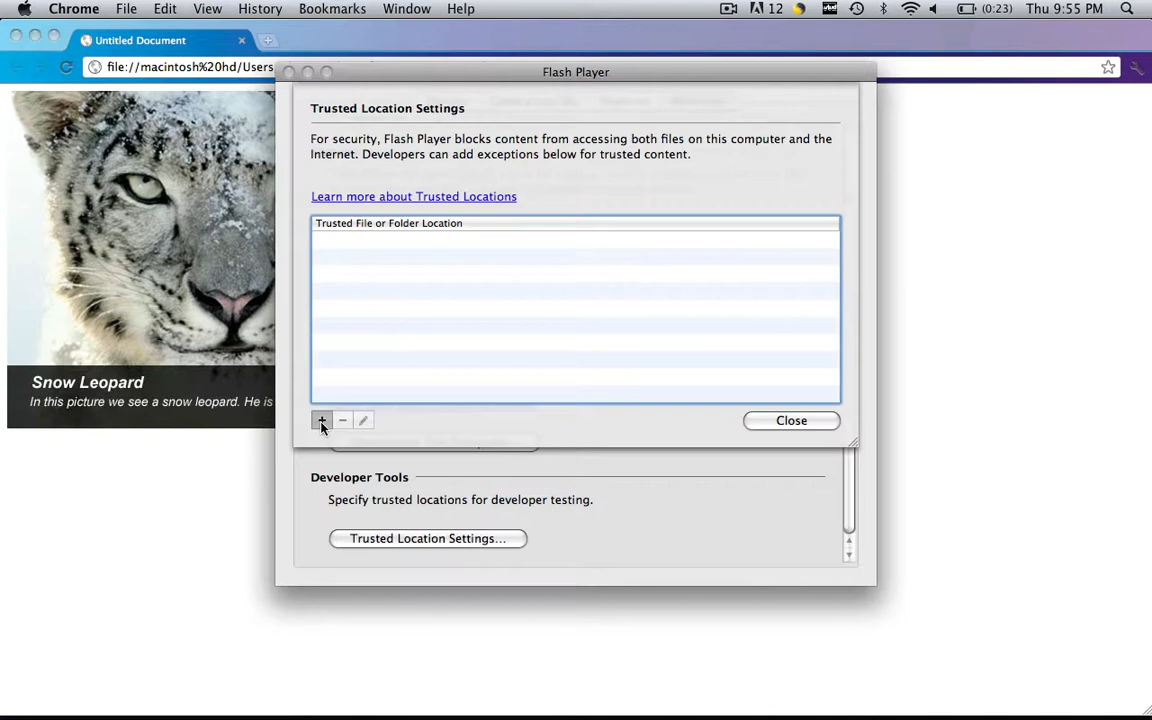 Chrome File Edit View History Bookmarks Window Help 12 (0:23) Thu 9:55 PM
Untitled Document
file://macintosh%20hd/Users
Flash Player
Trusted Location Settings
For security, Flash Player blocks content from accessing both files on this computer and the
Internet. Developers can add exceptions below for trusted content.
Learn more about Trusted Locations
Trusted File or Folder Location
Snow Leopard
In this picture we see a snow leopard. He is
Close
Developer Tools
Specify trusted locations for developer testing.
Trusted Location Settings...